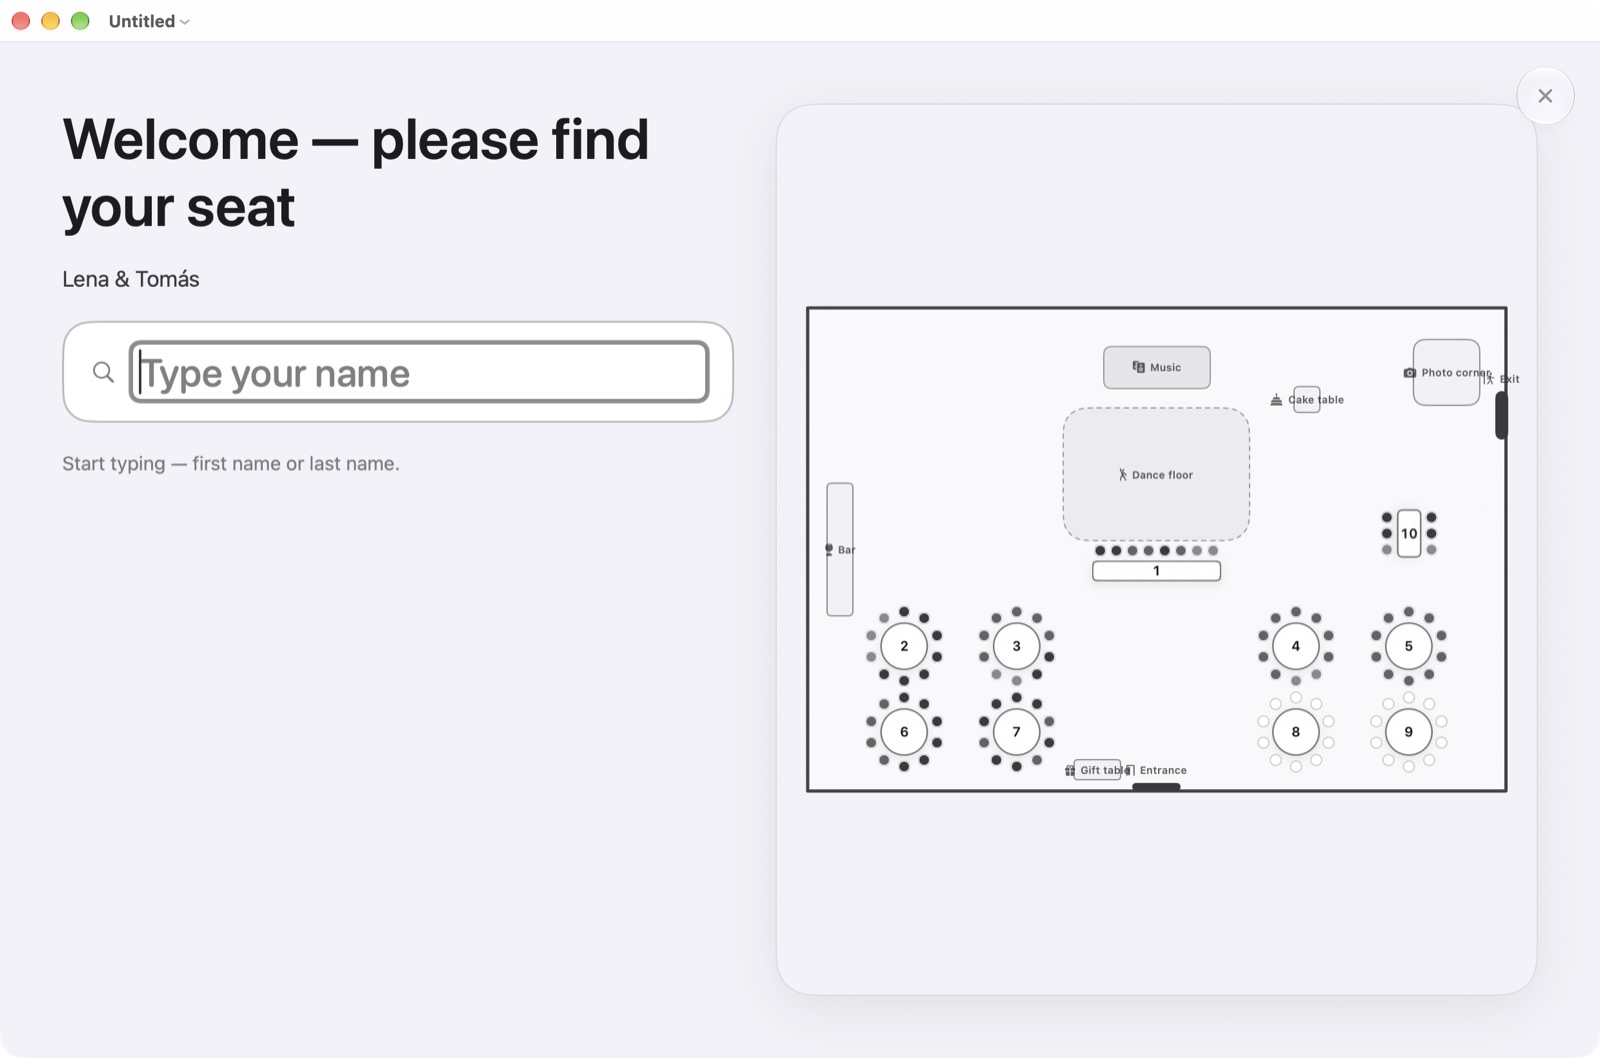 Untitled
Welcome — please find
your seat
Lena & Tomás
Type your name
Start typing — first name or last name.
Music
Photo corner
Exit
Cake table
Dance floor
Bar
10
1
2
3
4
5
6
7
8
9
Gift table
Entrance